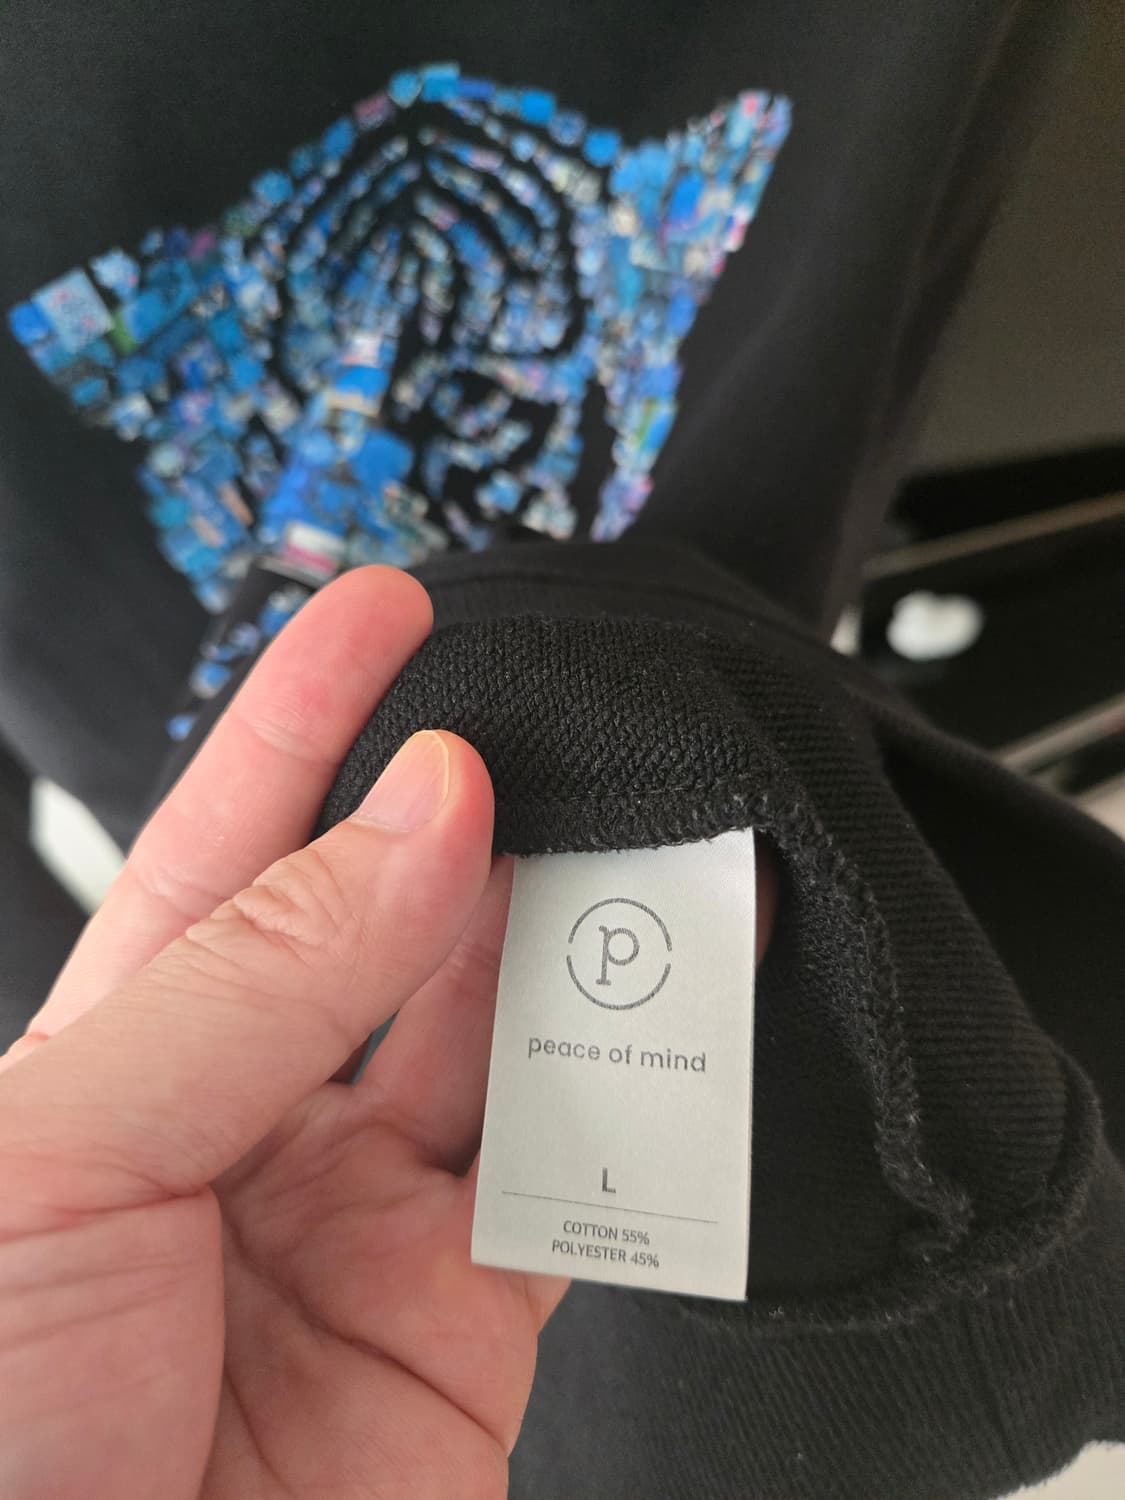 p
peace of mind
L
COTTON 55%
POLYESTER 45%